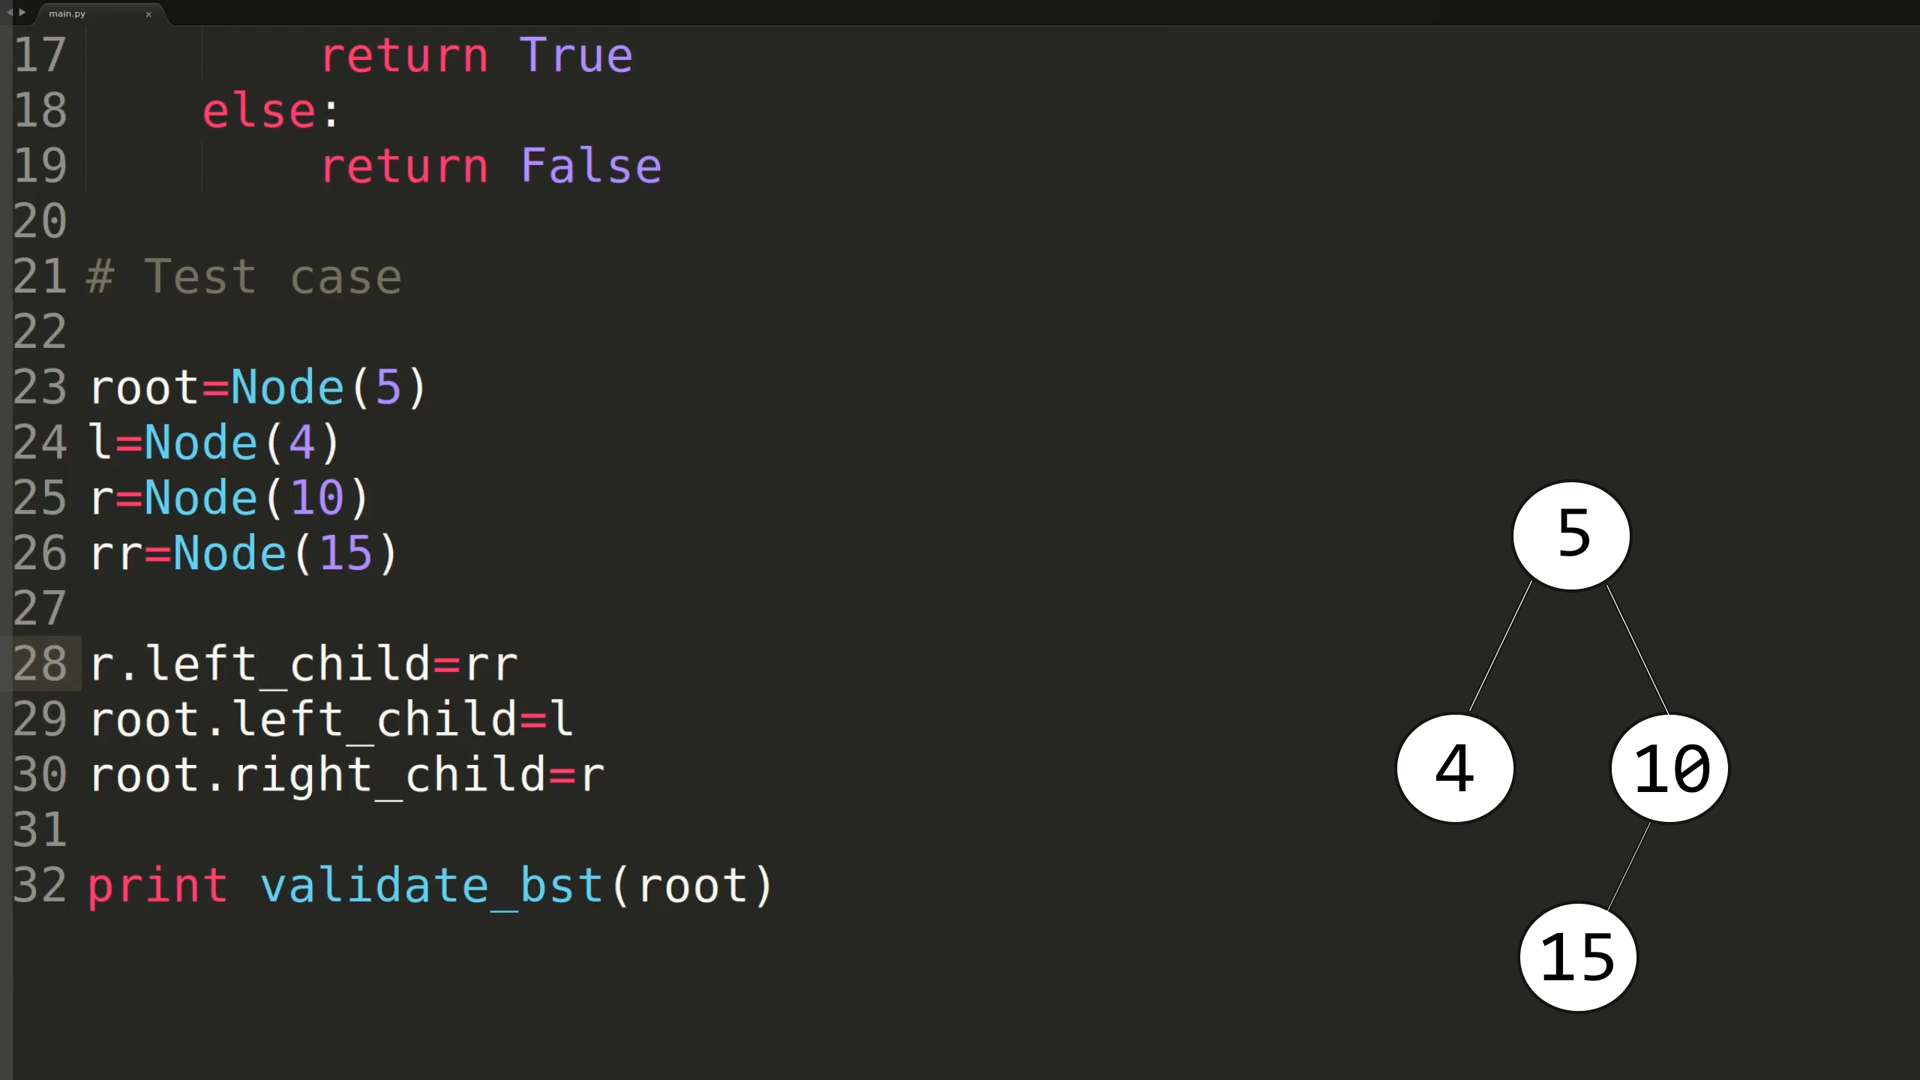 main.py
17 return True
18 else:
19 return False
20
21 # Test case
22
23 root=Node(5)
24 l=Node(4)
25 r=Node(10)
26 rr=Node(15)
27
28 r.left_child=rr
29 root.left_child=l
30 root.right_child=r
31
32 print validate_bst(root)
5
4 10
15